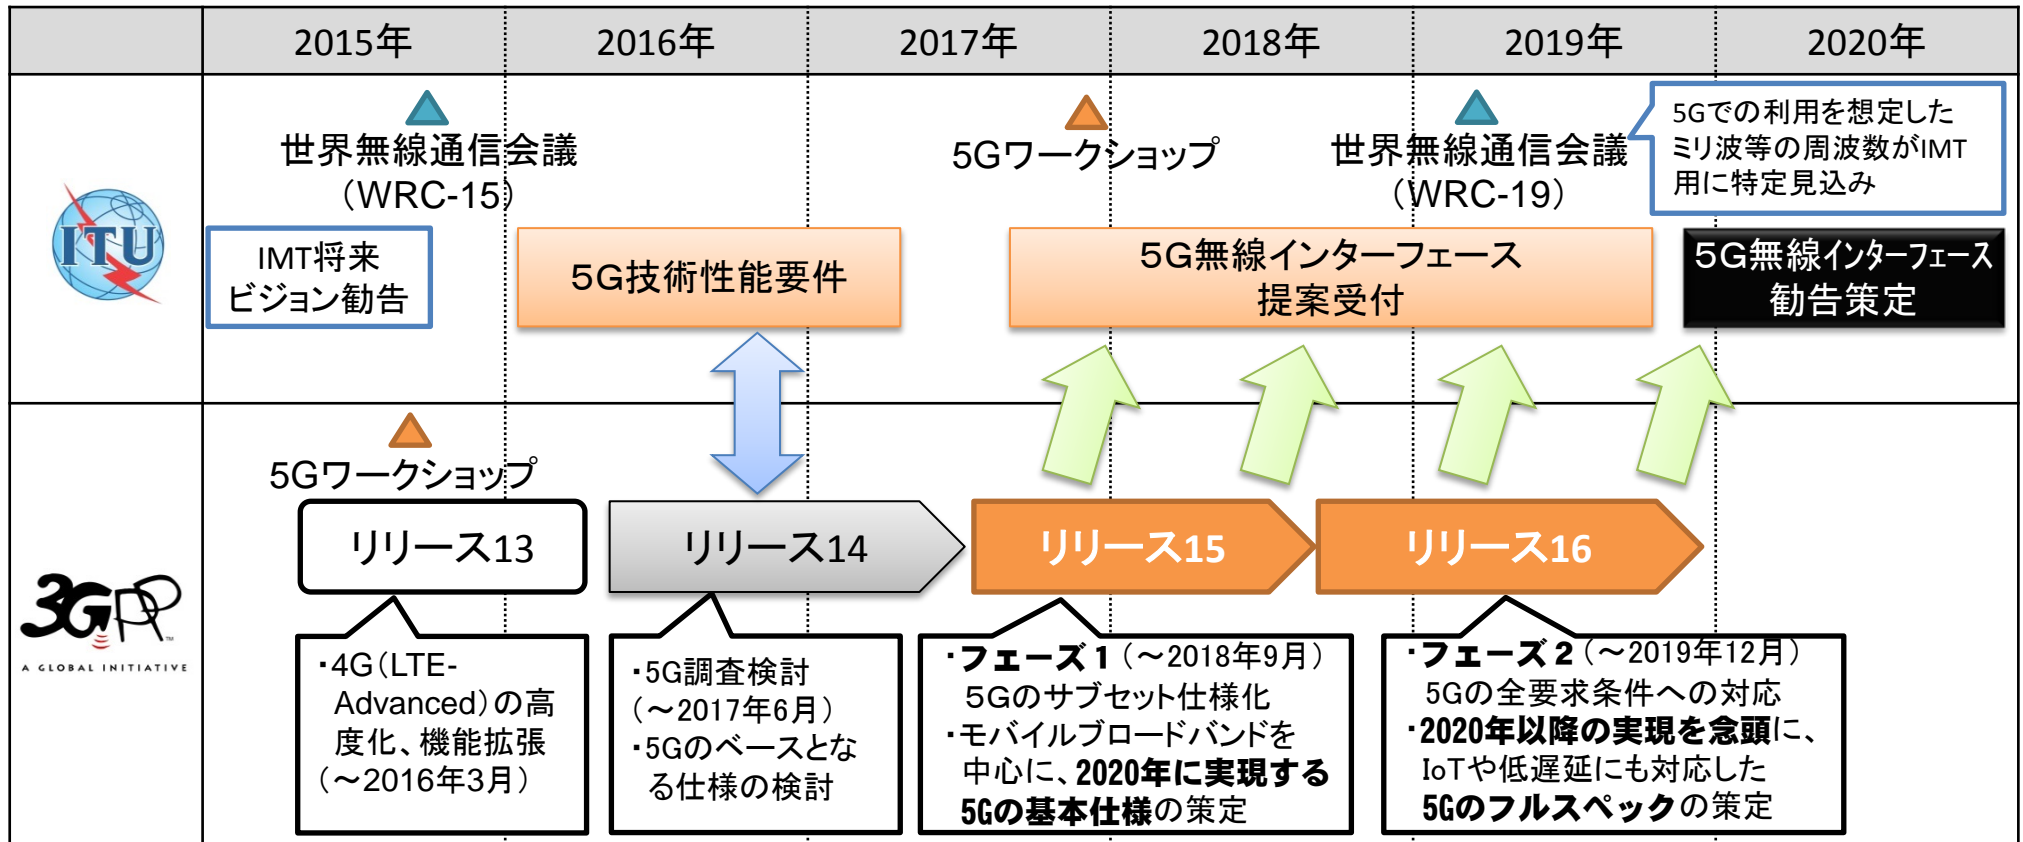 2015年
2016年
2017年
2018年
2019年
2020年
ITU
世界無線通信会議
（WRC-15）
5Gワークショップ
世界無線通信会議
（WRC-19）
5Gでの利用を想定した
ミリ波等の周波数がIMT
用に特定見込み
IMT将来
ビジョン勧告
５G技術性能要件
５G無線インターフェース
提案受付
５G無線インターフェース
勧告策定
3GPP
TM
A GLOBAL INITIATIVE
5Gワークショップ
リリース13
リリース14
リリース15
リリース16
・4G（LTE-
Advanced）の高
度化、機能拡張
（～2016年3月）
・5G調査検討
（～2017年6月）
・5Gのベースとな
る仕様の検討
・フェーズ１（～2018年9月）
５Gのサブセット仕様化
・モバイルブロードバンドを
中心に、2020年に実現する
5Gの基本仕様の策定
・フェーズ２（～2019年12月）
5Gの全要求条件への対応
・2020年以降の実現を念頭に、
IoTや低遅延にも対応した
5Gのフルスペックの策定